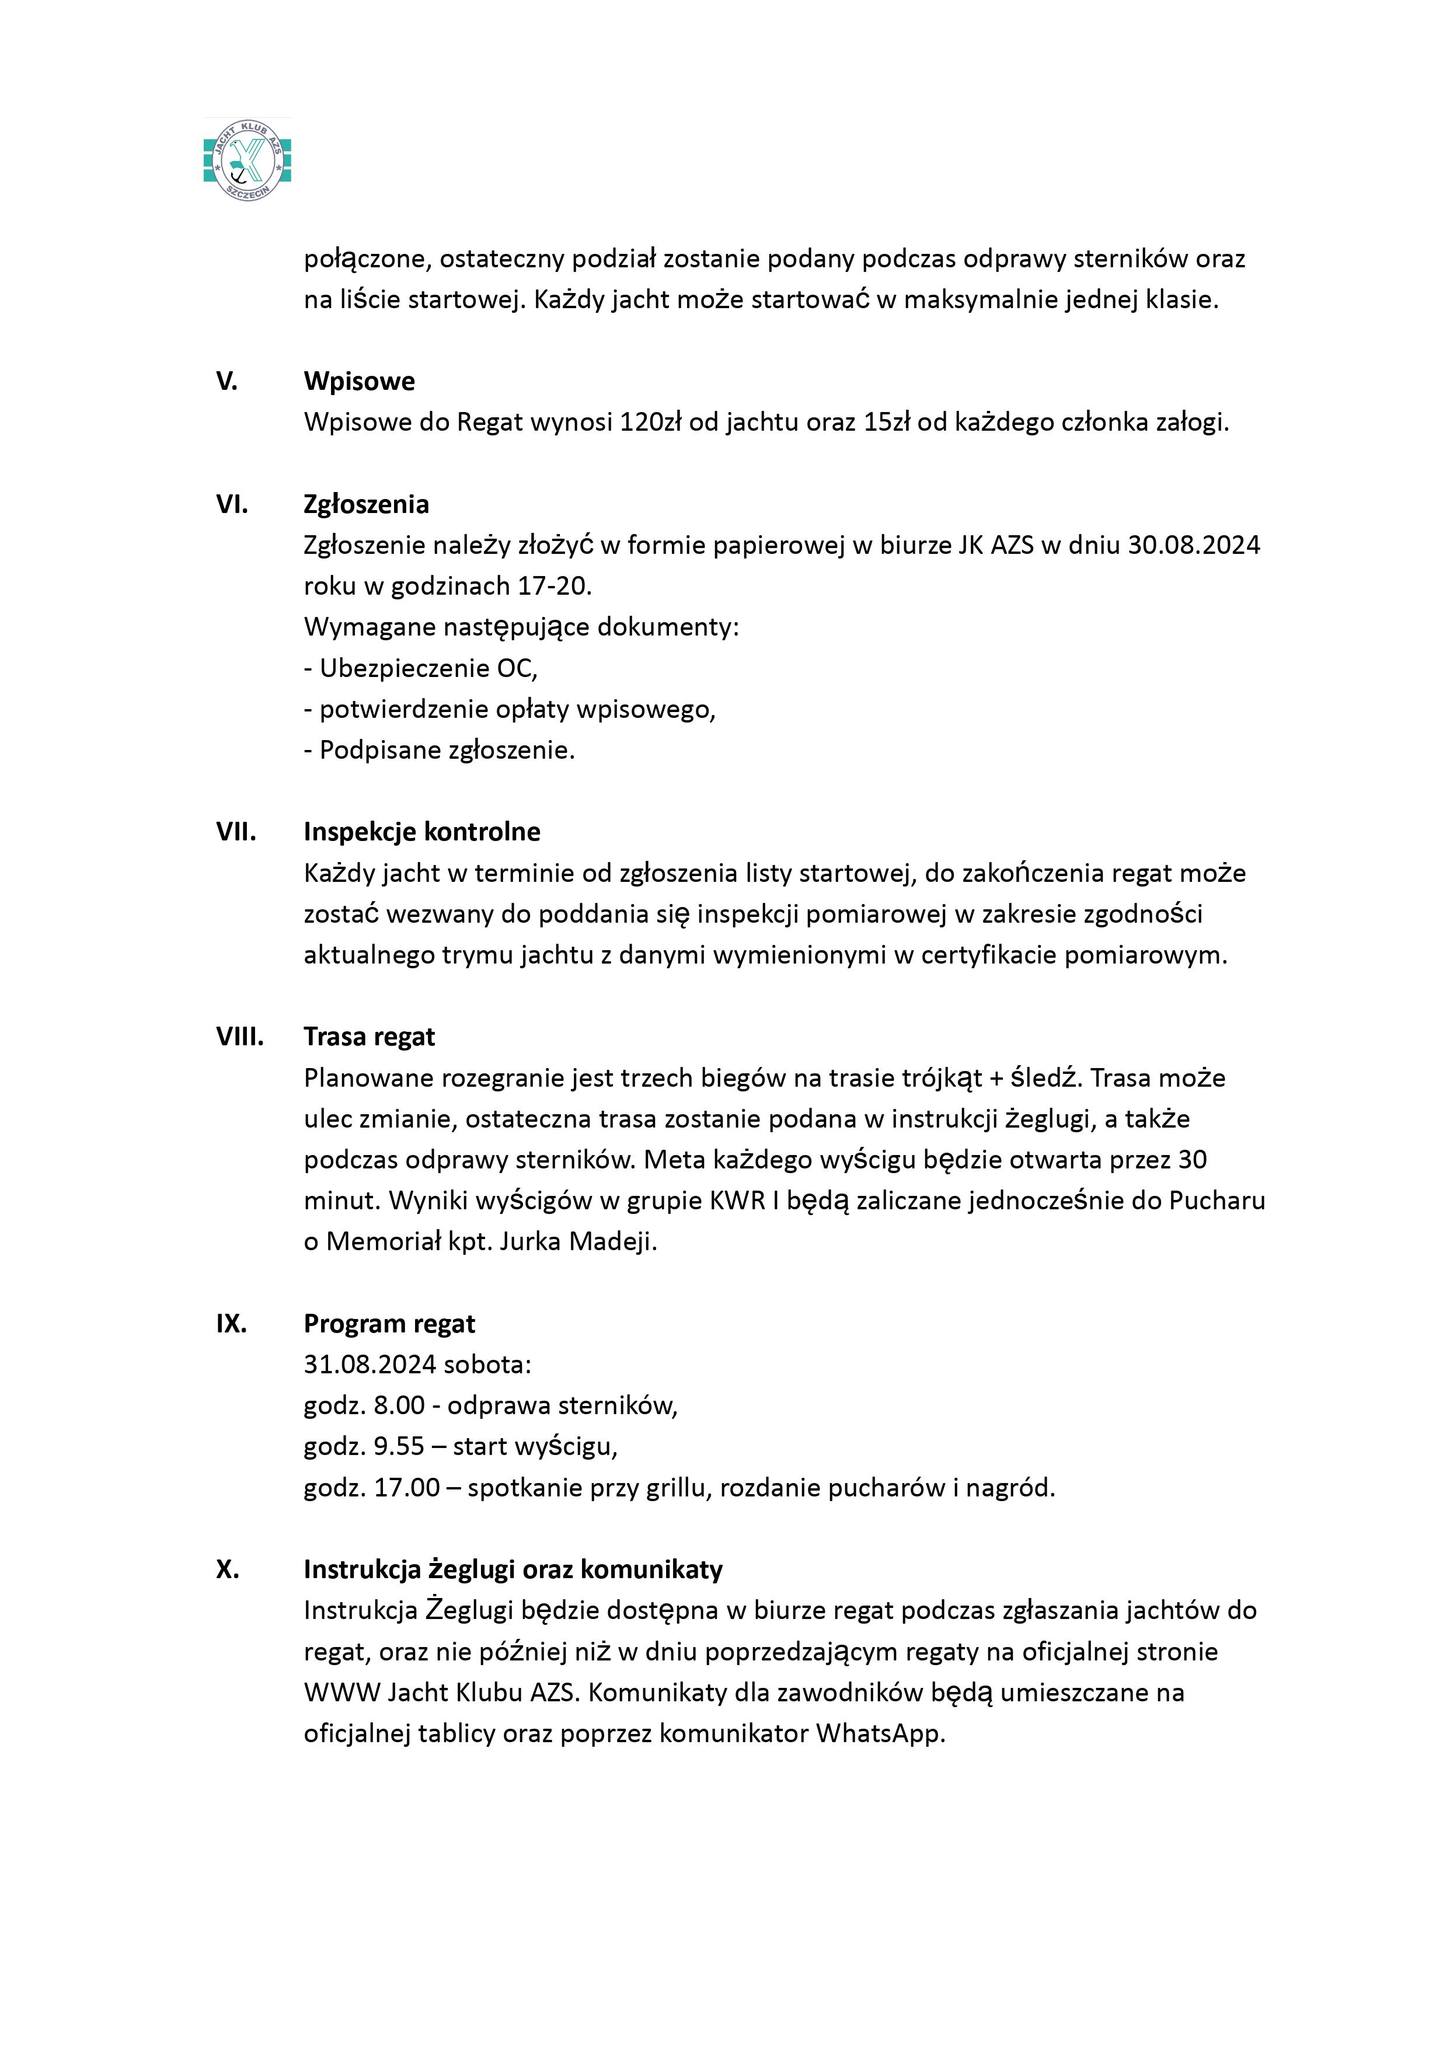 JACHT KLUB AZS
SZCZECIN
połączone, ostateczny podział zostanie podany podczas odprawy sterników oraz
na liście startowej. Każdy jacht może startować w maksymalnie jednej klasie.
V. Wpisowe
Wpisowe do Regat wynosi 120zł od jachtu oraz 15zł od każdego członka załogi.
VI. Zgłoszenia
Zgłoszenie należy złożyć w formie papierowej w biurze JK AZS w dniu 30.08.2024
roku w godzinach 17-20.
Wymagane następujące dokumenty:
- Ubezpieczenie OC,
- potwierdzenie opłaty wpisowego,
- Podpisane zgłoszenie.
VII. Inspekcje kontrolne
Każdy jacht w terminie od zgłoszenia listy startowej, do zakończenia regat może
zostać wezwany do poddania się inspekcji pomiarowej w zakresie zgodności
aktualnego trymu jachtu z danymi wymienionymi w certyfikacie pomiarowym.
VIII. Trasa regat
Planowane rozegranie jest trzech biegów na trasie trójkąt + śledź. Trasa może
ulec zmianie, ostateczna trasa zostanie podana w instrukcji żeglugi, a także
podczas odprawy sterników. Meta każdego wyścigu będzie otwarta przez 30
minut. Wyniki wyścigów w grupie KWR I będą zaliczane jednocześnie do Pucharu
o Memoriał kpt. Jurka Madeji.
IX. Program regat
31.08.2024 sobota:
godz. 8.00 - odprawa sterników,
godz. 9.55 – start wyścigu,
godz. 17.00 – spotkanie przy grillu, rozdanie pucharów i nagród.
X. Instrukcja żeglugi oraz komunikaty
Instrukcja Żeglugi będzie dostępna w biurze regat podczas zgłaszania jachtów do
regat, oraz nie później niż w dniu poprzedzającym regaty na oficjalnej stronie
WWW Jacht Klubu AZS. Komunikaty dla zawodników będą umieszczane na
oficjalnej tablicy oraz poprzez komunikator WhatsApp.